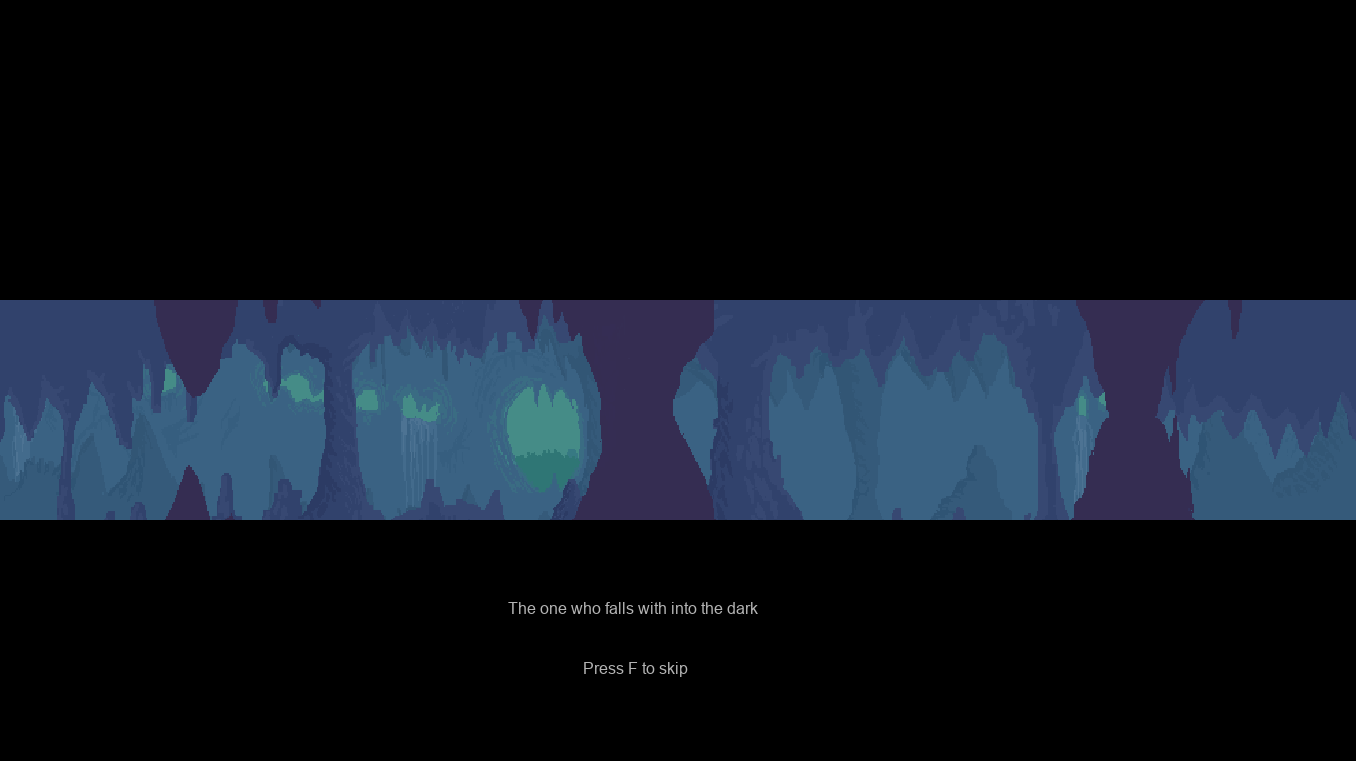 The one who falls with into the dark
Press F to skip